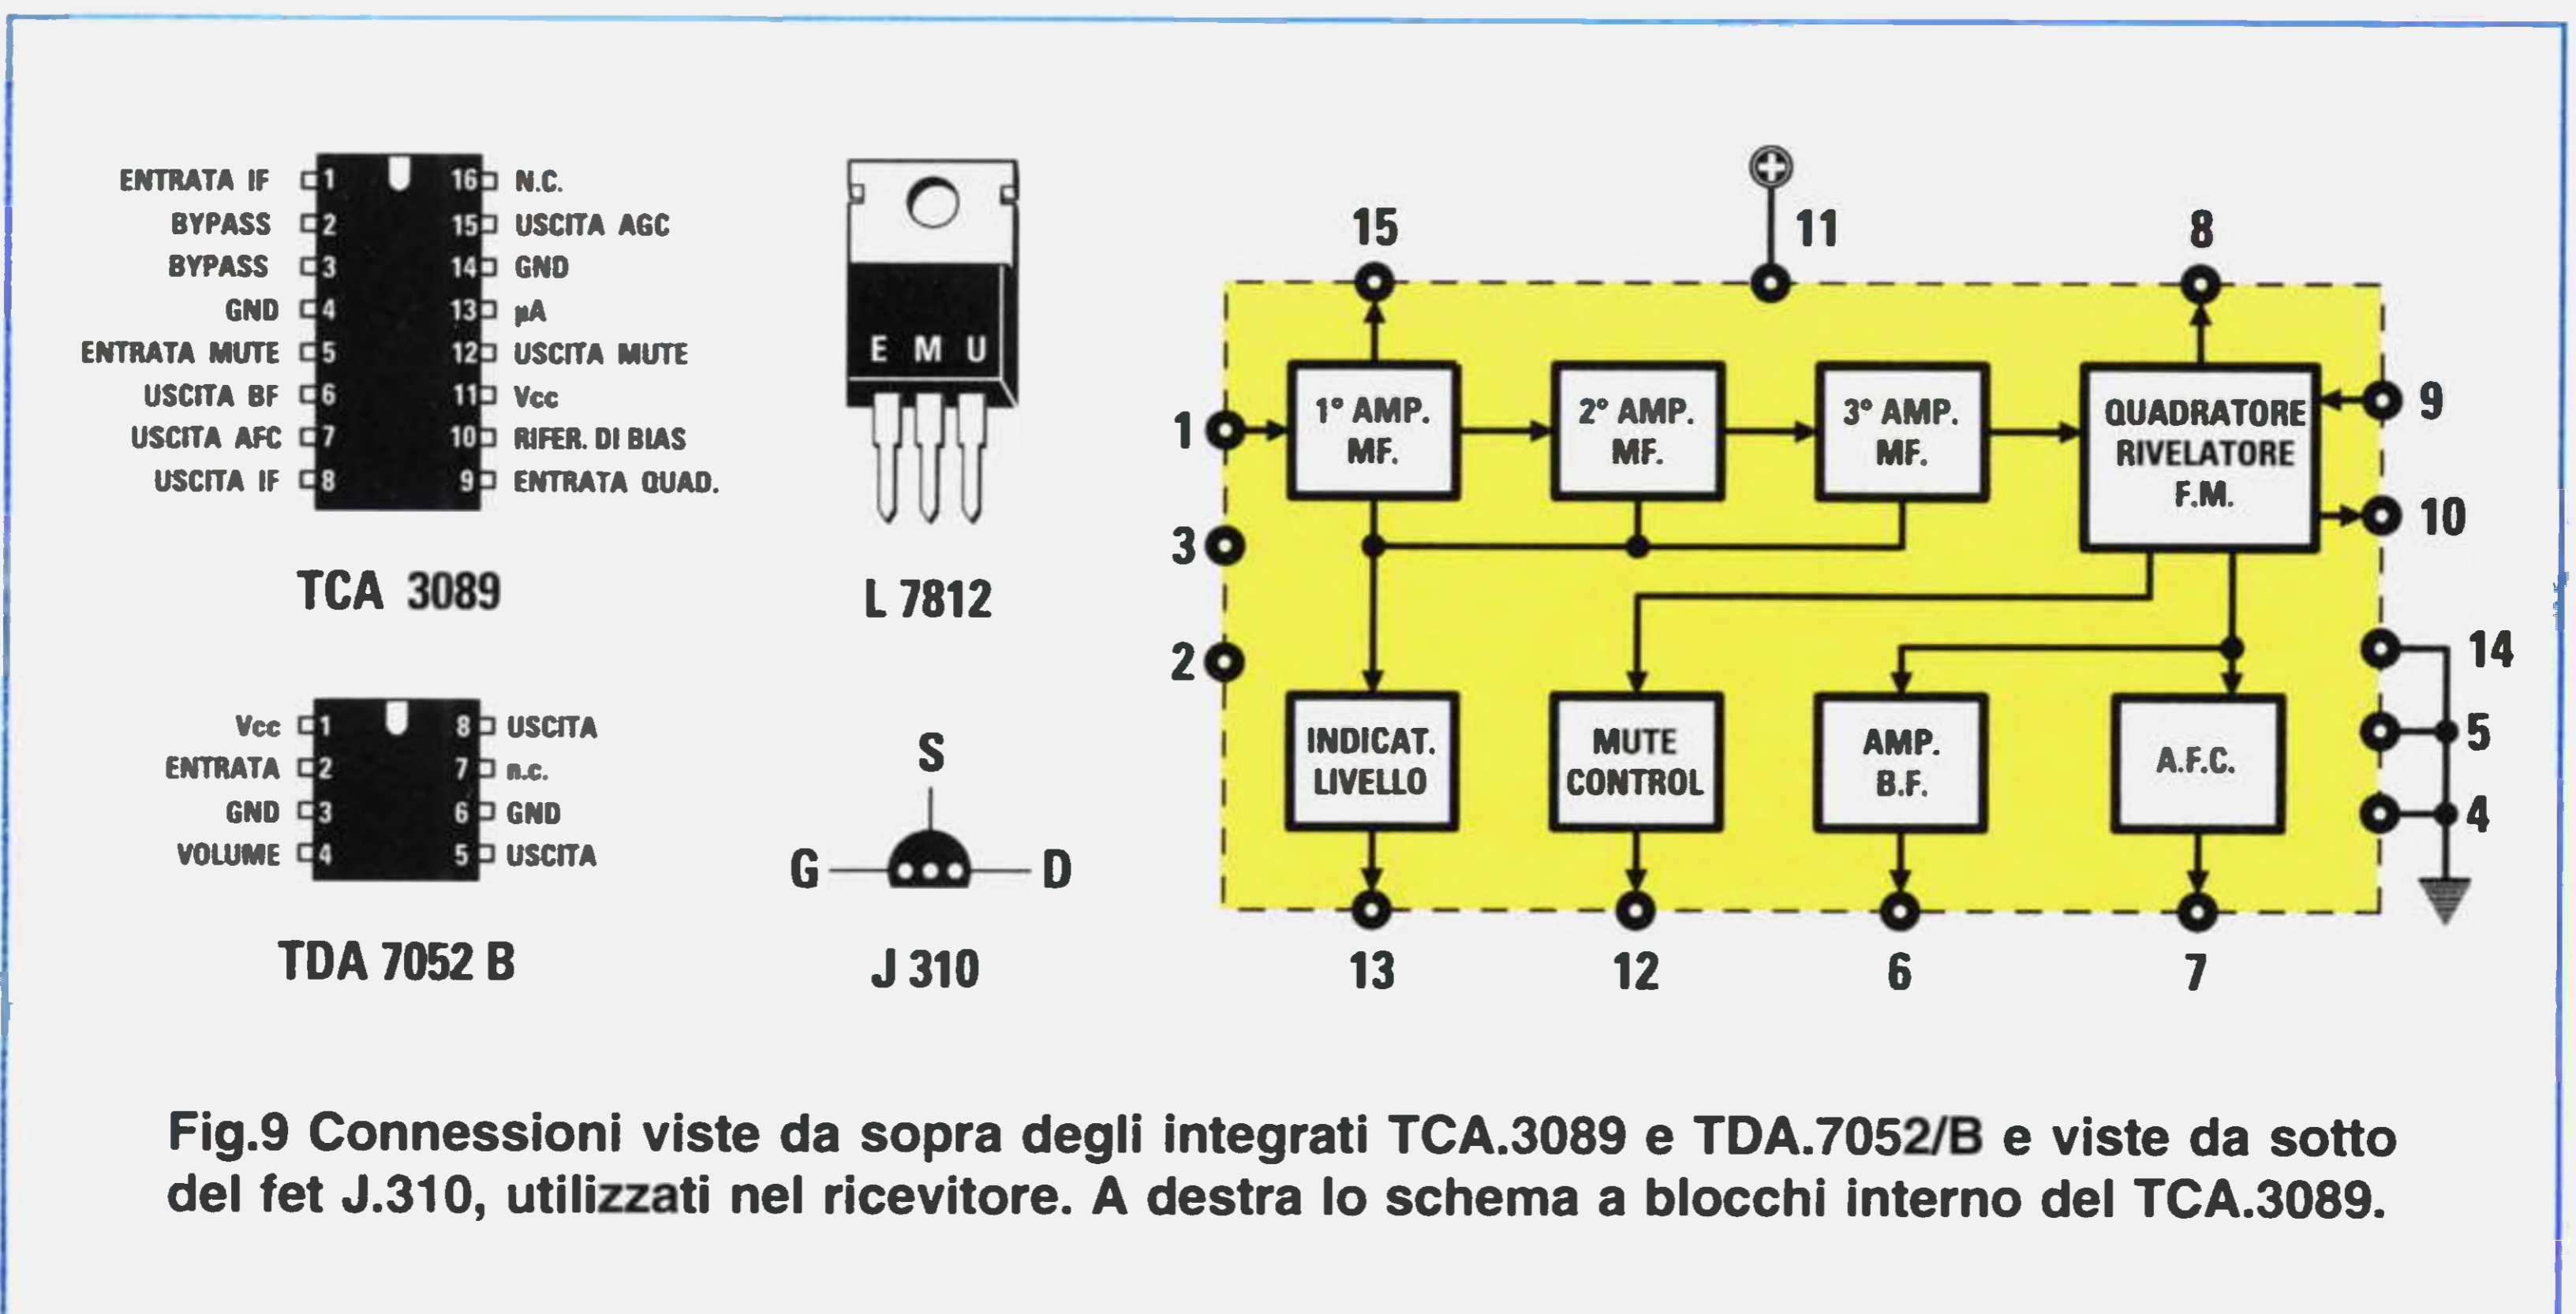 ENTRATA IF 1 16 N.C.
BYPASS 2 15 USCITA AGC
BYPASS 3 14 GND
GND 4 13 µA
ENTRATA MUTE 5 12 USCITA MUTE
USCITA BF 6 11 Vcc
USCITA AFC 7 10 RIFER. DI BIAS
USCITA IF 8 9 ENTRATA QUAD.
TCA 3089
E M U
L 7812
Vcc 1 8 USCITA
ENTRATA 2 7 n.c.
GND 3 6 GND
VOLUME 4 5 USCITA
TDA 7052 B
S
G D
J 310
15 11 8
1
1° AMP.
MF.
2° AMP.
MF.
3° AMP.
MF.
QUADRATORE
RIVELATORE
F.M.
9
10
3
2
14
5
4
INDICAT.
LIVELLO
MUTE
CONTROL
AMP.
B.F.
A.F.C.
13 12 6 7
Fig.9 Connessioni viste da sopra degli integrati TCA.3089 e TDA.7052/B e viste da sotto
del fet J.310, utilizzati nel ricevitore. A destra lo schema a blocchi interno del TCA.3089.